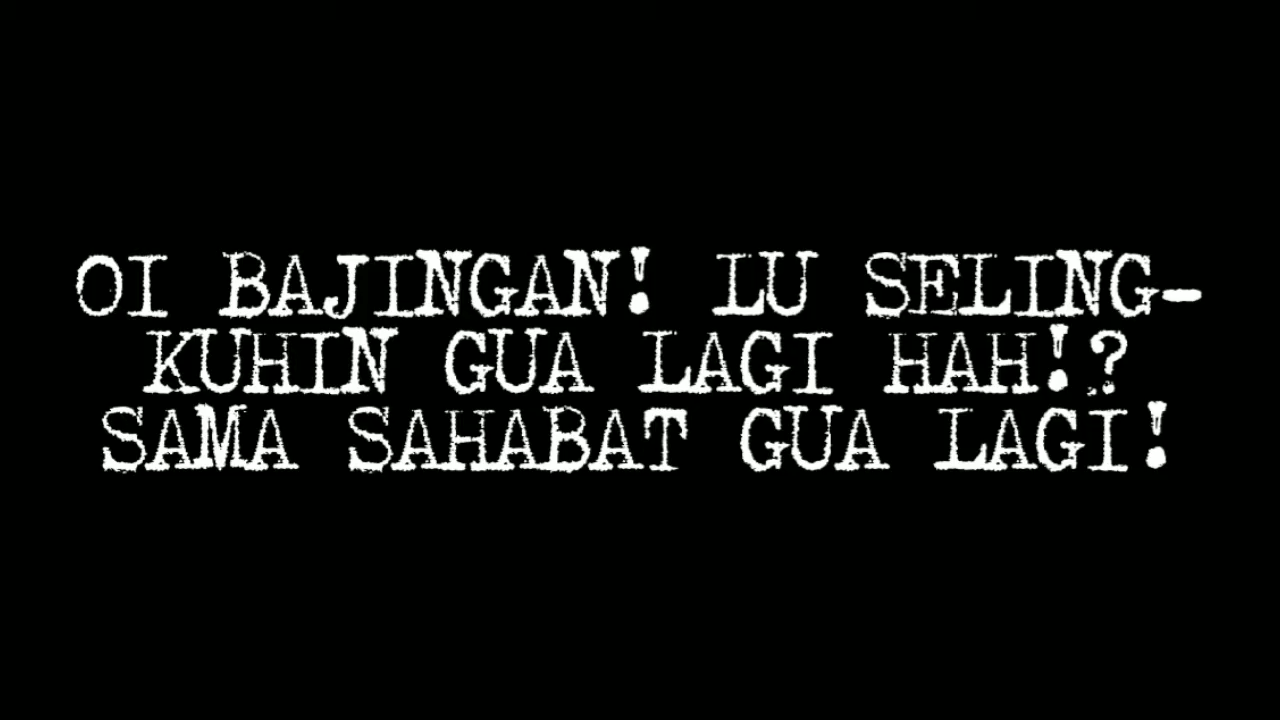 OI BAJINGAN! LU SELING-
KUHIN GUA LAGI HAH!?
SAMA SAHABAT GUA LAGI!